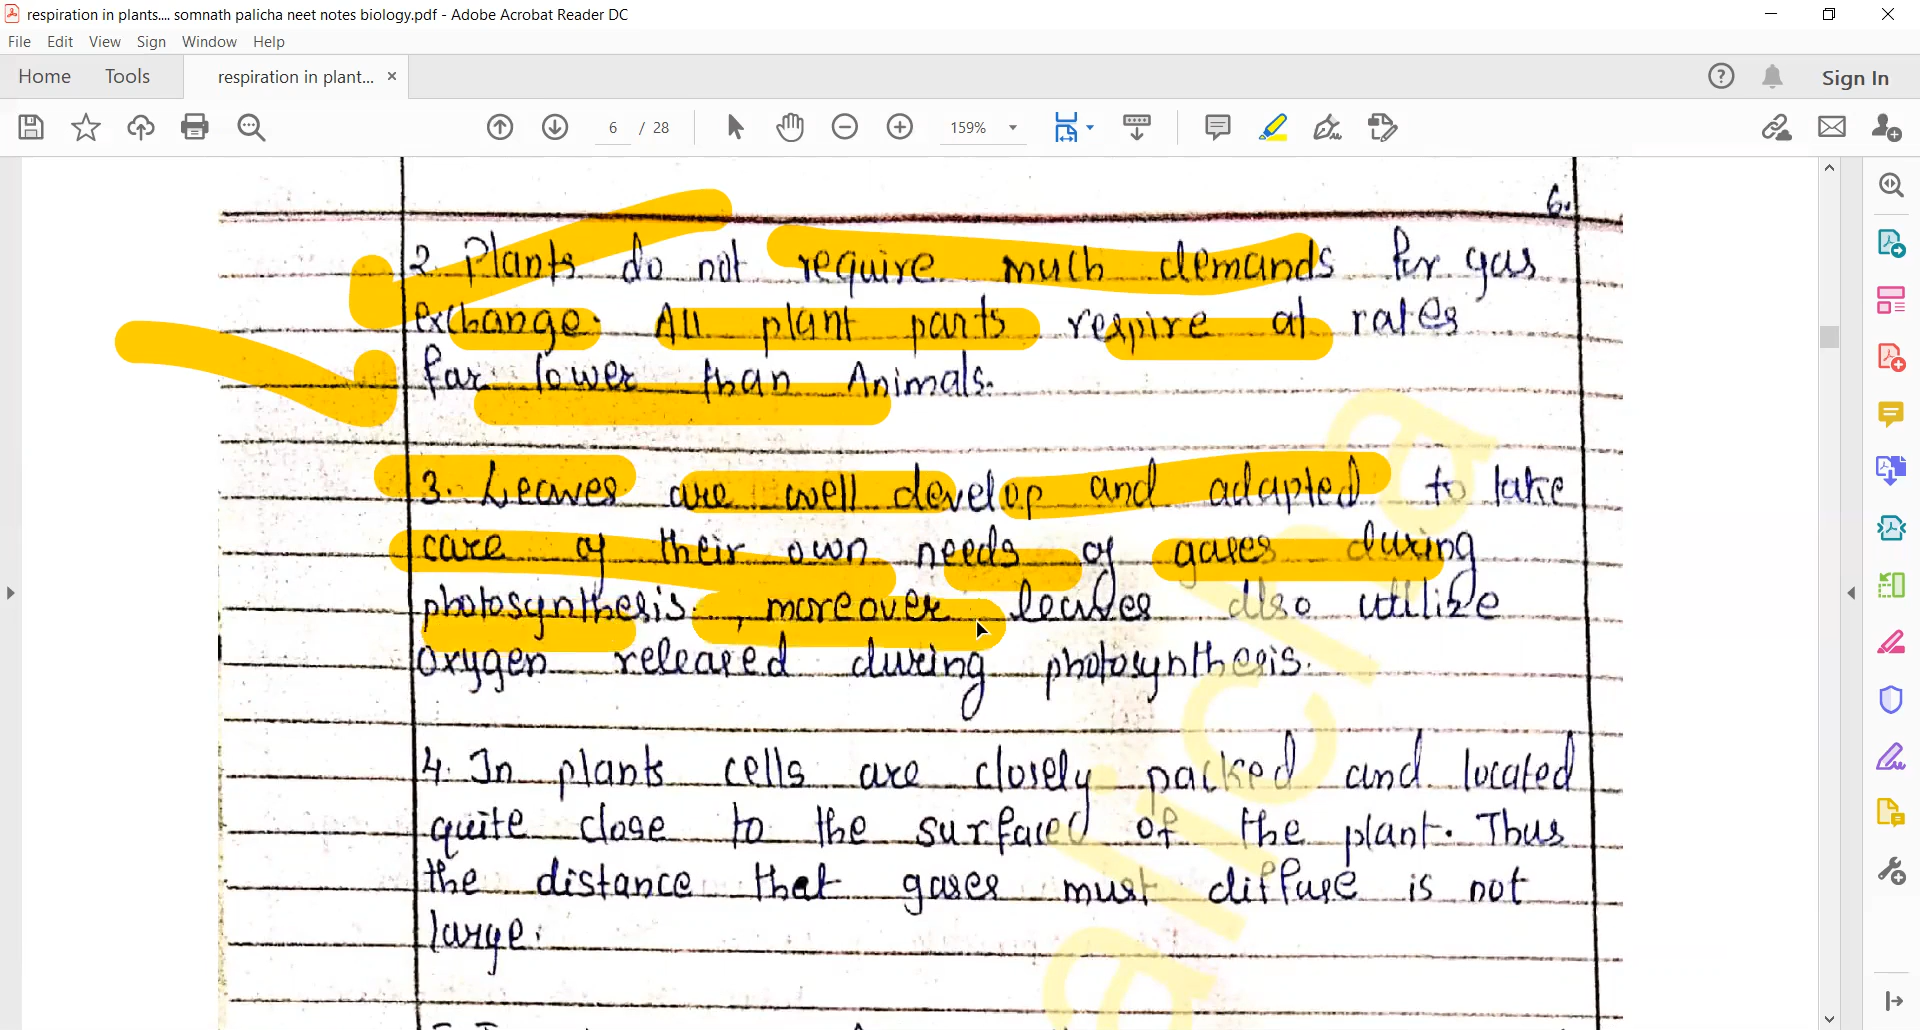 respiration in plants.... somnath palicha neet notes biology.pdf - Adobe Acrobat Reader DC
File Edit View Sign Window Help
Home Tools respiration in plant... × Sign In
6 / 28 159%
6.
2. Plants do not require much demands for gas
exchange. All plant parts respire at rates
far lower than Animals.
3. Leaves are well develop and adapted to take
care of their own needs of gases during
photosynthesis. , moreover leaves also utilize
oxygen released during photosynthesis.
4. In plants cells are closely packed and located
quite close to the surfaced of the plant. Thus
the distance that gases must diffuse is not
large.